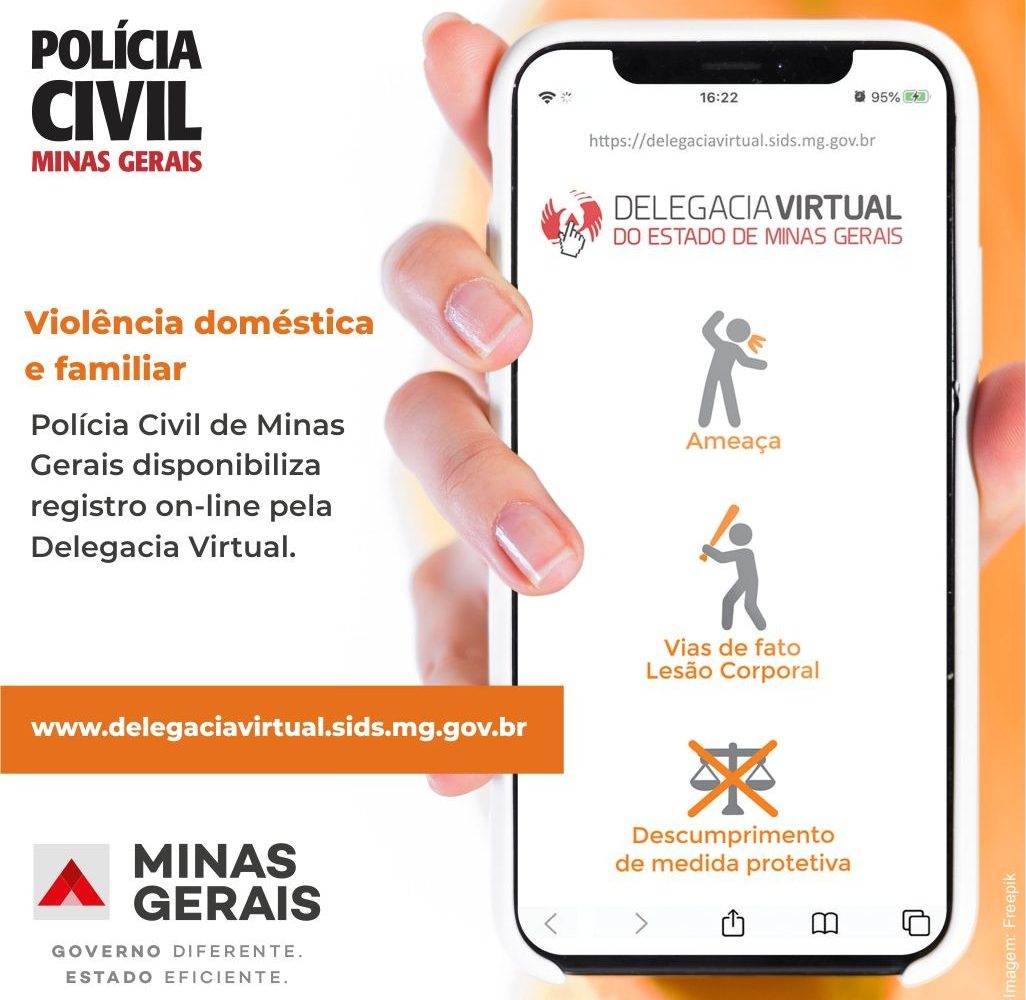 POLÍCIA
CIVIL
MINAS GERAIS
Violência doméstica
e familiar
Polícia Civil de Minas
Gerais disponibiliza
registro on-line pela
Delegacia Virtual.
www.delegaciavirtual.sids.mg.gov.br
MINAS
GERAIS
GOVERNO DIFERENTE.
ESTADO EFICIENTE.
16:22
95%
https://delegaciavirtual.sids.mg.gov.br
DELEGACIAVIRTUAL
DO ESTADO DE MINAS GERAIS
Ameaça
Vias de fato
Lesão Corporal
Descumprimento
de medida protetiva
Imagem: Freepik